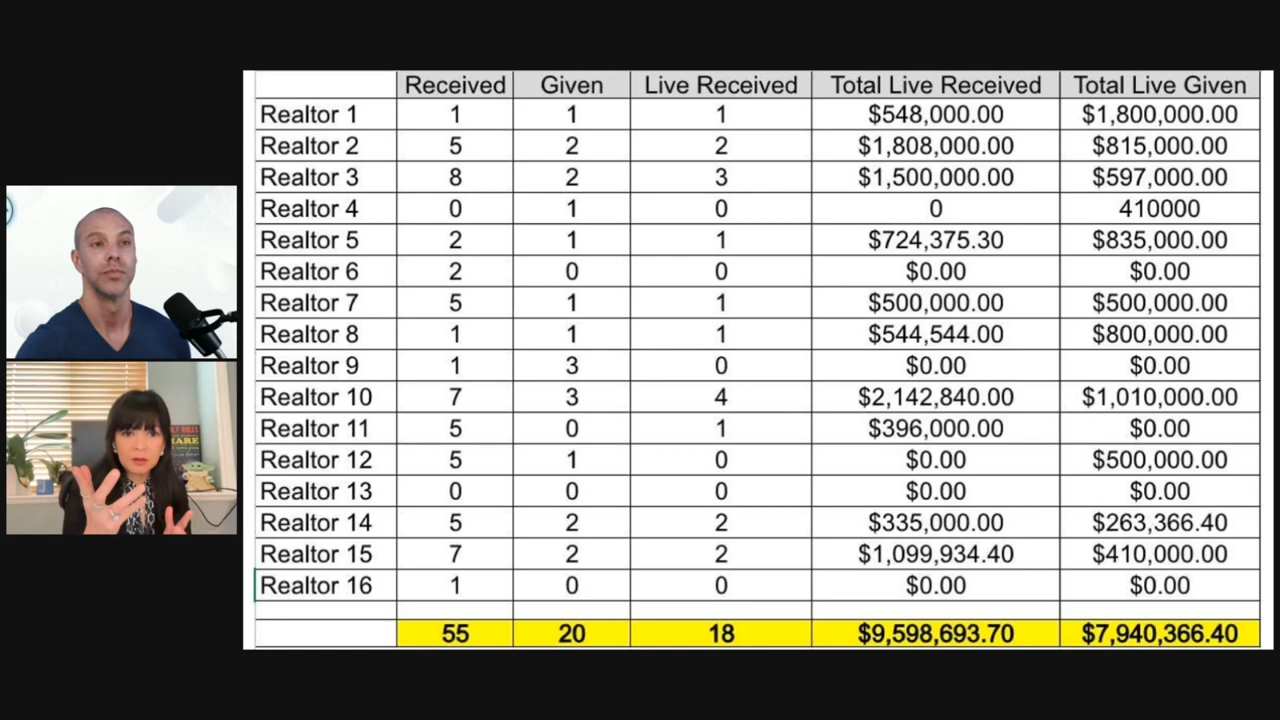 Received Given Live Received Total Live Received Total Live Given
Realtor 1 1 1 1 $548,000.00 $1,800,000.00
Realtor 2 5 2 2 $1,808,000.00 $815,000.00
Realtor 3 8 2 3 $1,500,000.00 $597,000.00
Realtor 4 0 1 0 0 410000
Realtor 5 2 1 1 $724,375.30 $835,000.00
Realtor 6 2 0 0 $0.00 $0.00
Realtor 7 5 1 1 $500,000.00 $500,000.00
Realtor 8 1 1 1 $544,544.00 $800,000.00
Realtor 9 1 3 0 $0.00 $0.00
Realtor 10 7 3 4 $2,142,840.00 $1,010,000.00
Realtor 11 5 0 1 $396,000.00 $0.00
Realtor 12 5 1 0 $0.00 $500,000.00
Realtor 13 0 0 0 $0.00 $0.00
Realtor 14 5 2 2 $335,000.00 $263,366.40
Realtor 15 7 2 2 $1,099,934.40 $410,000.00
Realtor 16 1 0 0 $0.00 $0.00
55 20 18 $9,598,693.70 $7,940,366.40